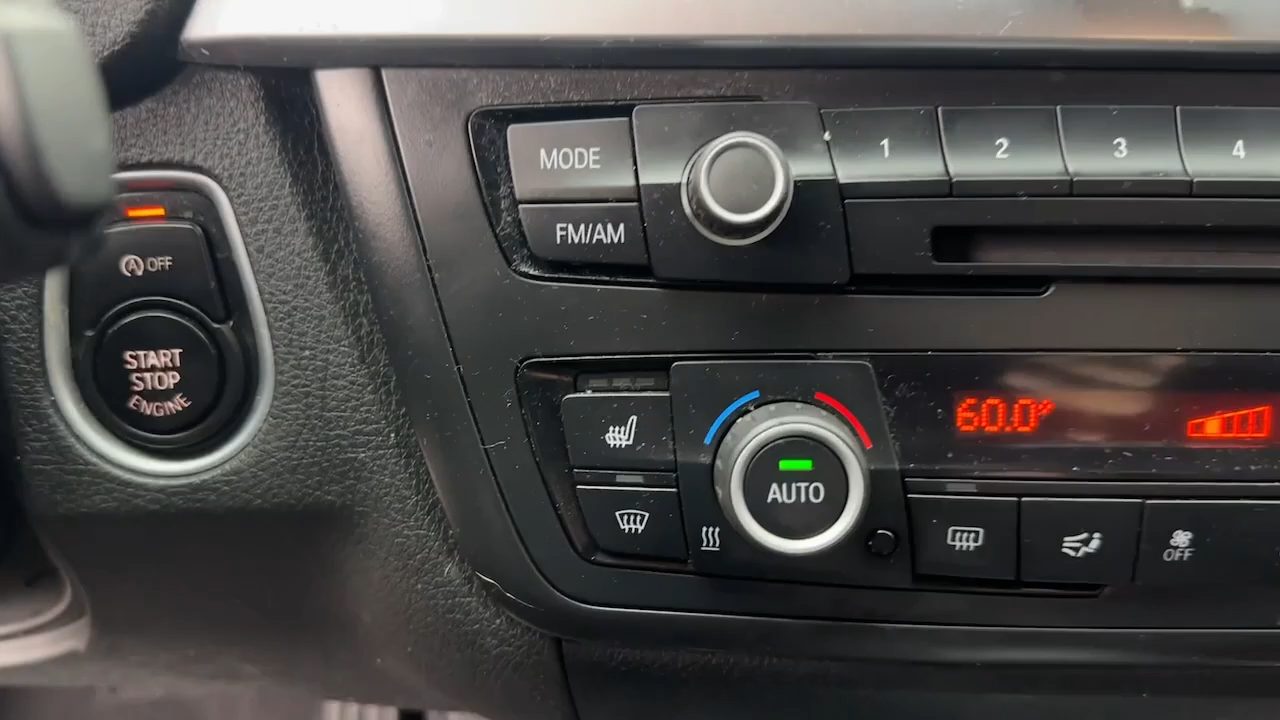 MODE
FM/AM
1
2
3
4
A OFF
START
STOP
ENGINE
60.0°
AUTO
OFF